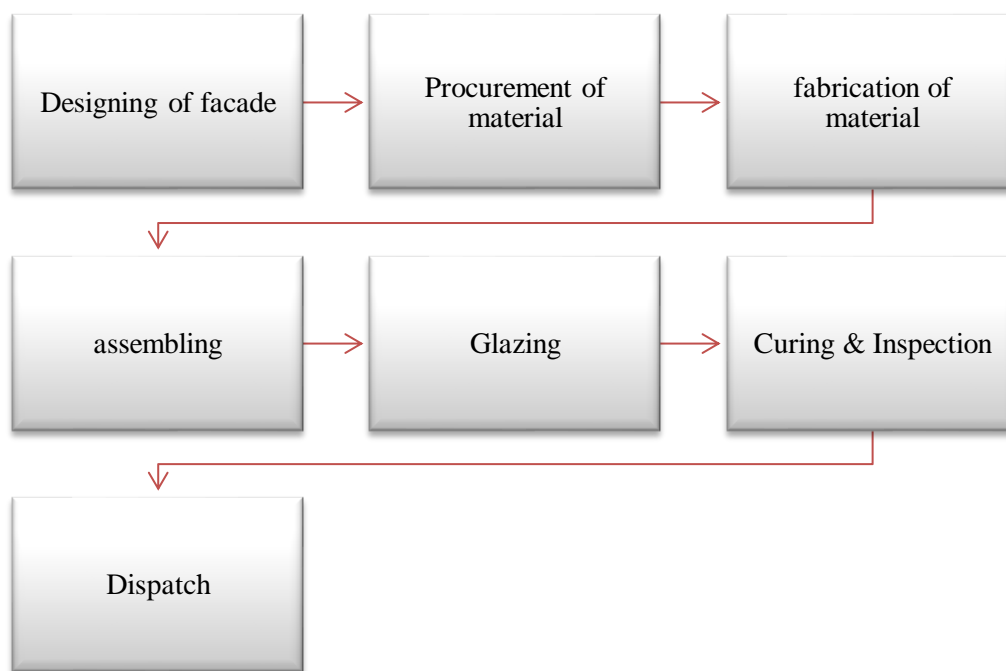 Designing of facade
Procurement of
material
fabrication of
material
assembling
Glazing
Curing & Inspection
Dispatch